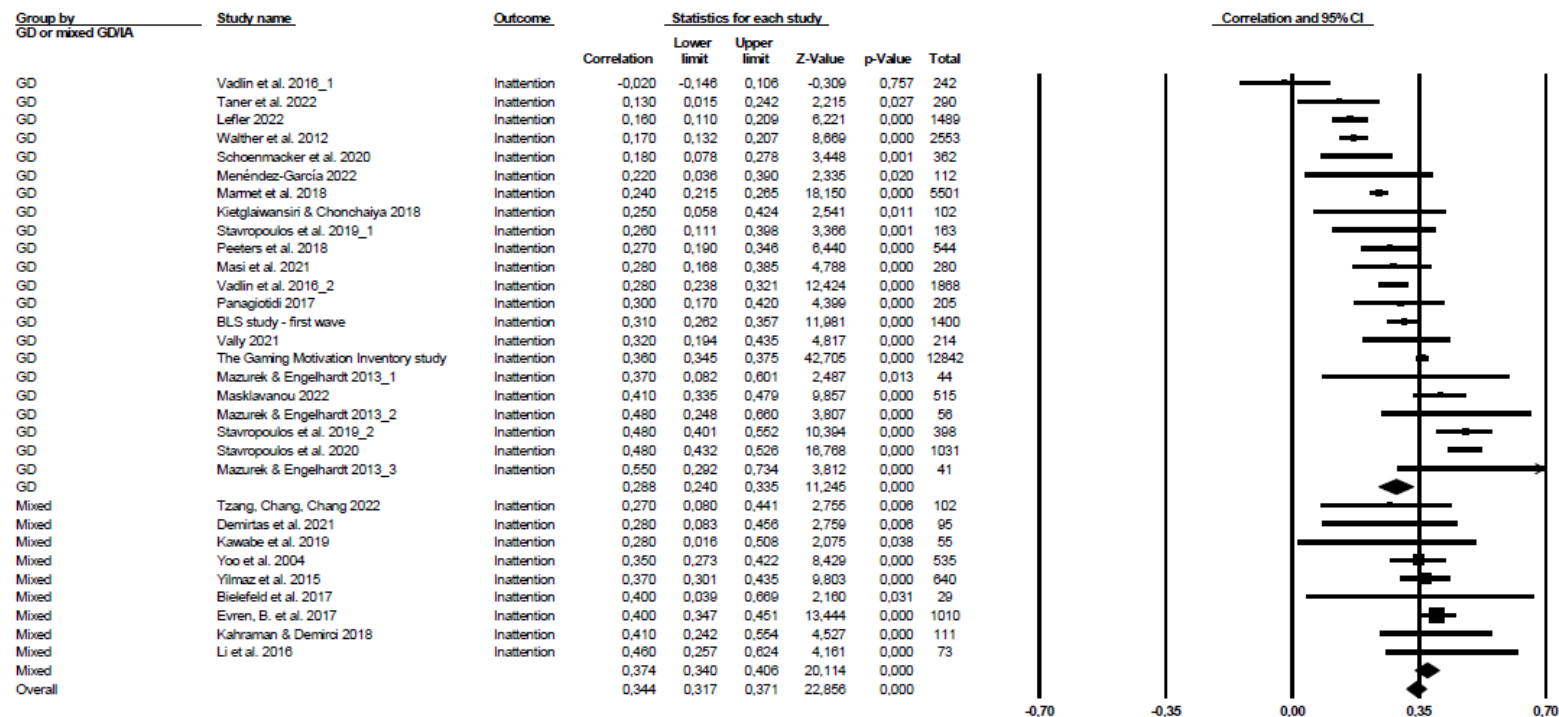 Group by Study name Outcome Statistics for each study Correlation and 95% CI
GD or mixed GD/IA
Lower Upper
Correlation limit limit Z-Value p-Value Total
GD Vadlin et al. 2016_1 Inattention -0,020 -0,146 0,106 -0,309 0,757 242
GD Taner et al. 2022 Inattention 0,130 0,015 0,242 2,215 0,027 290
GD Lefler 2022 Inattention 0,160 0,110 0,209 6,221 0,000 1489
GD Walther et al. 2012 Inattention 0,170 0,132 0,207 8,669 0,000 2553
GD Schoenmacker et al. 2020 Inattention 0,180 0,078 0,278 3,448 0,001 362
GD Menéndez-García 2022 Inattention 0,220 0,036 0,390 2,335 0,020 112
GD Marmet et al. 2018 Inattention 0,240 0,215 0,265 18,150 0,000 5501
GD Kietglaiwansiri & Chonchaiya 2018 Inattention 0,250 0,058 0,424 2,541 0,011 102
GD Stavropoulos et al. 2019_1 Inattention 0,260 0,111 0,398 3,366 0,001 163
GD Peeters et al. 2018 Inattention 0,270 0,190 0,346 6,440 0,000 544
GD Masi et al. 2021 Inattention 0,280 0,168 0,385 4,788 0,000 280
GD Vadlin et al. 2016_2 Inattention 0,280 0,238 0,321 12,424 0,000 1868
GD Panagiotidi 2017 Inattention 0,300 0,170 0,420 4,399 0,000 205
GD BLS study - first wave Inattention 0,310 0,262 0,357 11,981 0,000 1400
GD Vally 2021 Inattention 0,320 0,194 0,435 4,817 0,000 214
GD The Gaming Motivation Inventory study Inattention 0,360 0,345 0,375 42,705 0,000 12842
GD Mazurek & Engelhardt 2013_1 Inattention 0,370 0,082 0,601 2,487 0,013 44
GD Masklavanou 2022 Inattention 0,410 0,335 0,479 9,857 0,000 515
GD Mazurek & Engelhardt 2013_2 Inattention 0,480 0,248 0,660 3,807 0,000 56
GD Stavropoulos et al. 2019_2 Inattention 0,480 0,401 0,552 10,394 0,000 398
GD Stavropoulos et al. 2020 Inattention 0,480 0,432 0,526 16,768 0,000 1031
GD Mazurek & Engelhardt 2013_3 Inattention 0,550 0,292 0,734 3,812 0,000 41
GD 0,288 0,240 0,335 11,245 0,000
Mixed Tzang, Chang, Chang 2022 Inattention 0,270 0,080 0,441 2,755 0,006 102
Mixed Demirtas et al. 2021 Inattention 0,280 0,083 0,456 2,759 0,006 95
Mixed Kawabe et al. 2019 Inattention 0,280 0,016 0,508 2,075 0,038 55
Mixed Yoo et al. 2004 Inattention 0,350 0,273 0,422 8,429 0,000 535
Mixed Yilmaz et al. 2015 Inattention 0,370 0,301 0,435 9,803 0,000 640
Mixed Bielefeld et al. 2017 Inattention 0,400 0,039 0,669 2,160 0,031 29
Mixed Evren, B. et al. 2017 Inattention 0,400 0,347 0,451 13,444 0,000 1010
Mixed Kahraman & Demirci 2018 Inattention 0,410 0,242 0,554 4,527 0,000 111
Mixed Li et al. 2016 Inattention 0,460 0,257 0,624 4,161 0,000 73
Mixed 0,374 0,340 0,406 20,114 0,000
Overall 0,344 0,317 0,371 22,856 0,000
-0,70 -0,35 0,00 0,35 0,70